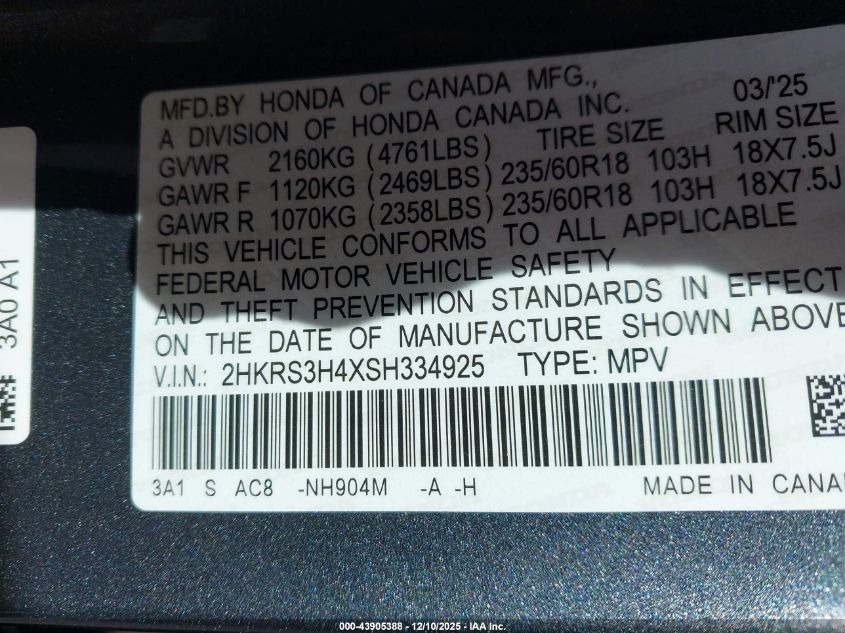 MFD.BY HONDA OF CANADA MFG., 03/'25
A DIVISION OF HONDA CANADA INC.
TIRE SIZE RIM SIZE
GVWR 2160KG (4761LBS)
GAWR F 1120KG (2469LBS) 235/60R18 103H 18X7.5J
GAWR R 1070KG (2358LBS) 235/60R18 103H 18X7.5J
THIS VEHICLE CONFORMS TO ALL APPLICABLE
FEDERAL MOTOR VEHICLE SAFETY
AND THEFT PREVENTION STANDARDS IN EFFECT
ON THE DATE OF MANUFACTURE SHOWN ABOVE
V.I.N.: 2HKRS3H4XSH334925 TYPE: MPV
3A1 S AC8 -NH904M -A -H MADE IN CANA
3A0 A1
000-43905388 - 12/10/2025 - IAA Inc.